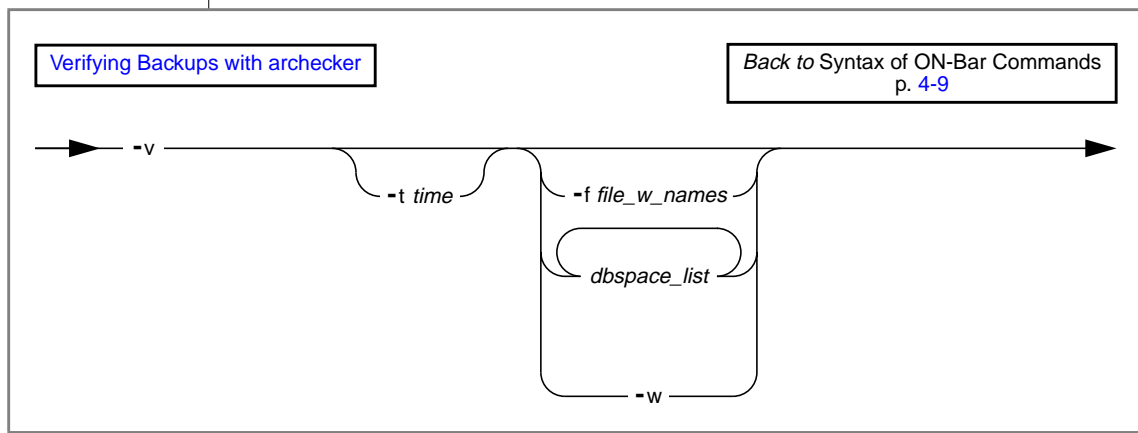 Verifying Backups with archecker
Back to Syntax of ON-Bar Commands
p. 4-9
-v
-t time
-f file_w_names
dbspace_list
-w